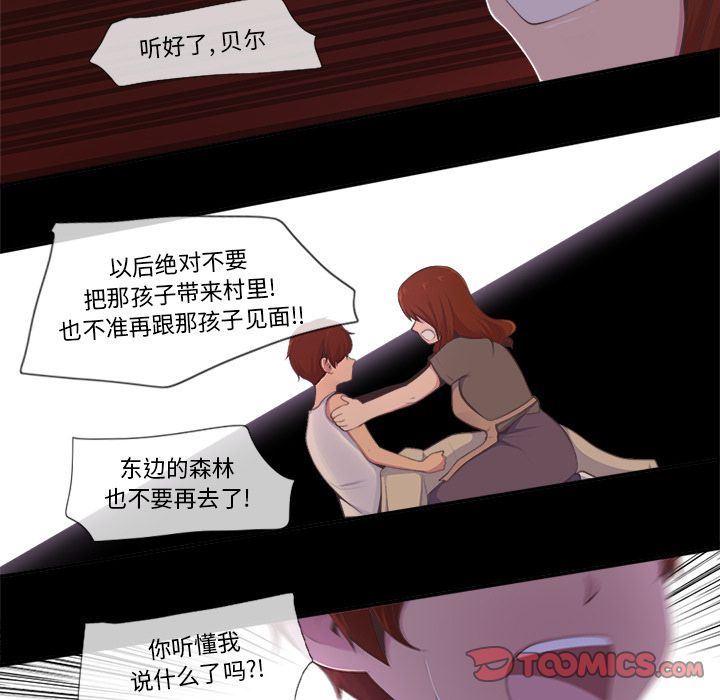 听好了,贝尔
以后绝对不要
把那孩子带来村里!
也不准再跟那孩子见面!!
东边的森林
也不要再去了!
你听懂我
说什么了吗?!
TOOMICS.COM